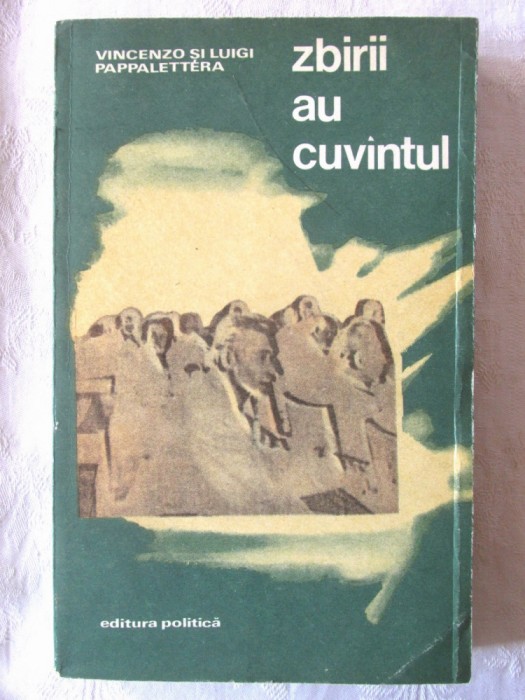 VINCENZO ȘI LUIGI
PAPPALETTERA
zbirii
au
cuvîntul
editura politică